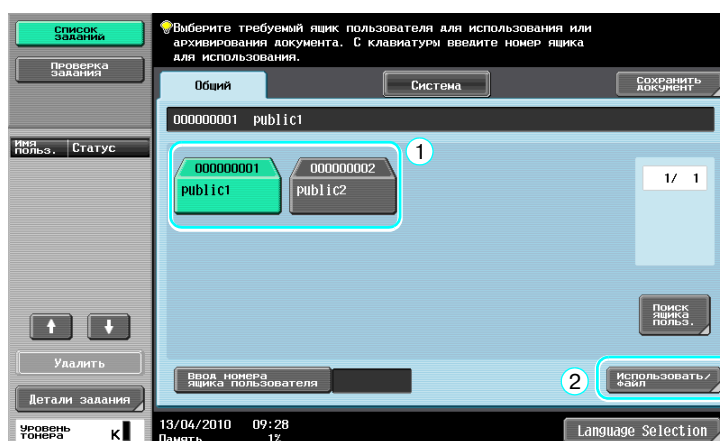 Список
заданий
Проверка
задания
Имя
польз.
Статус
Удалить
Детали задания
Уровень
тонера
K
Выберите требуемый ящик пользователя для использования или
архивирования документа. С клавиатуры введите номер ящика
для использования.
Общий
Система
Сохранить
документ
000000001 public1
1
000000001
public1
000000002
public2
1/ 1
Поиск
ящика
польз.
Ввод номера
ящика пользователя
2
Использовать/
файл
13/04/2010 09:28
Память 1%
Language Selection